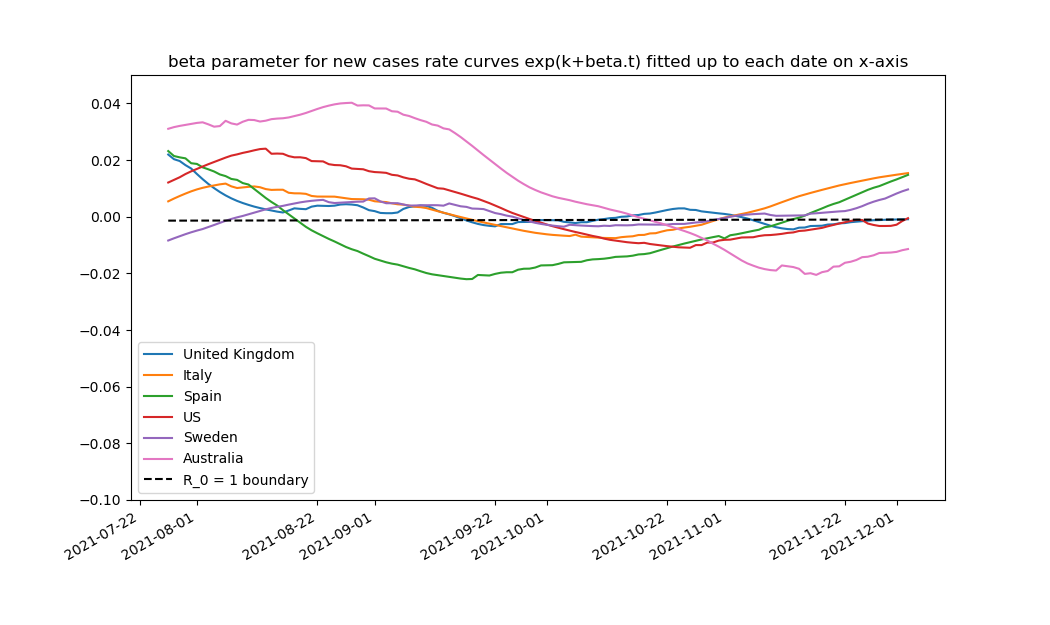 beta parameter for new cases rate curves exp(k+beta.t) fitted up to each date on x-axis
0.04
0.02
0.00
−0.02
−0.04
−0.06
−0.08
−0.10
United Kingdom
Italy
Spain
US
Sweden
Australia
R_0 = 1 boundary
2021-07-22
2021-08-01
2021-08-22
2021-09-01
2021-09-22
2021-10-01
2021-10-22
2021-11-01
2021-11-22
2021-12-01